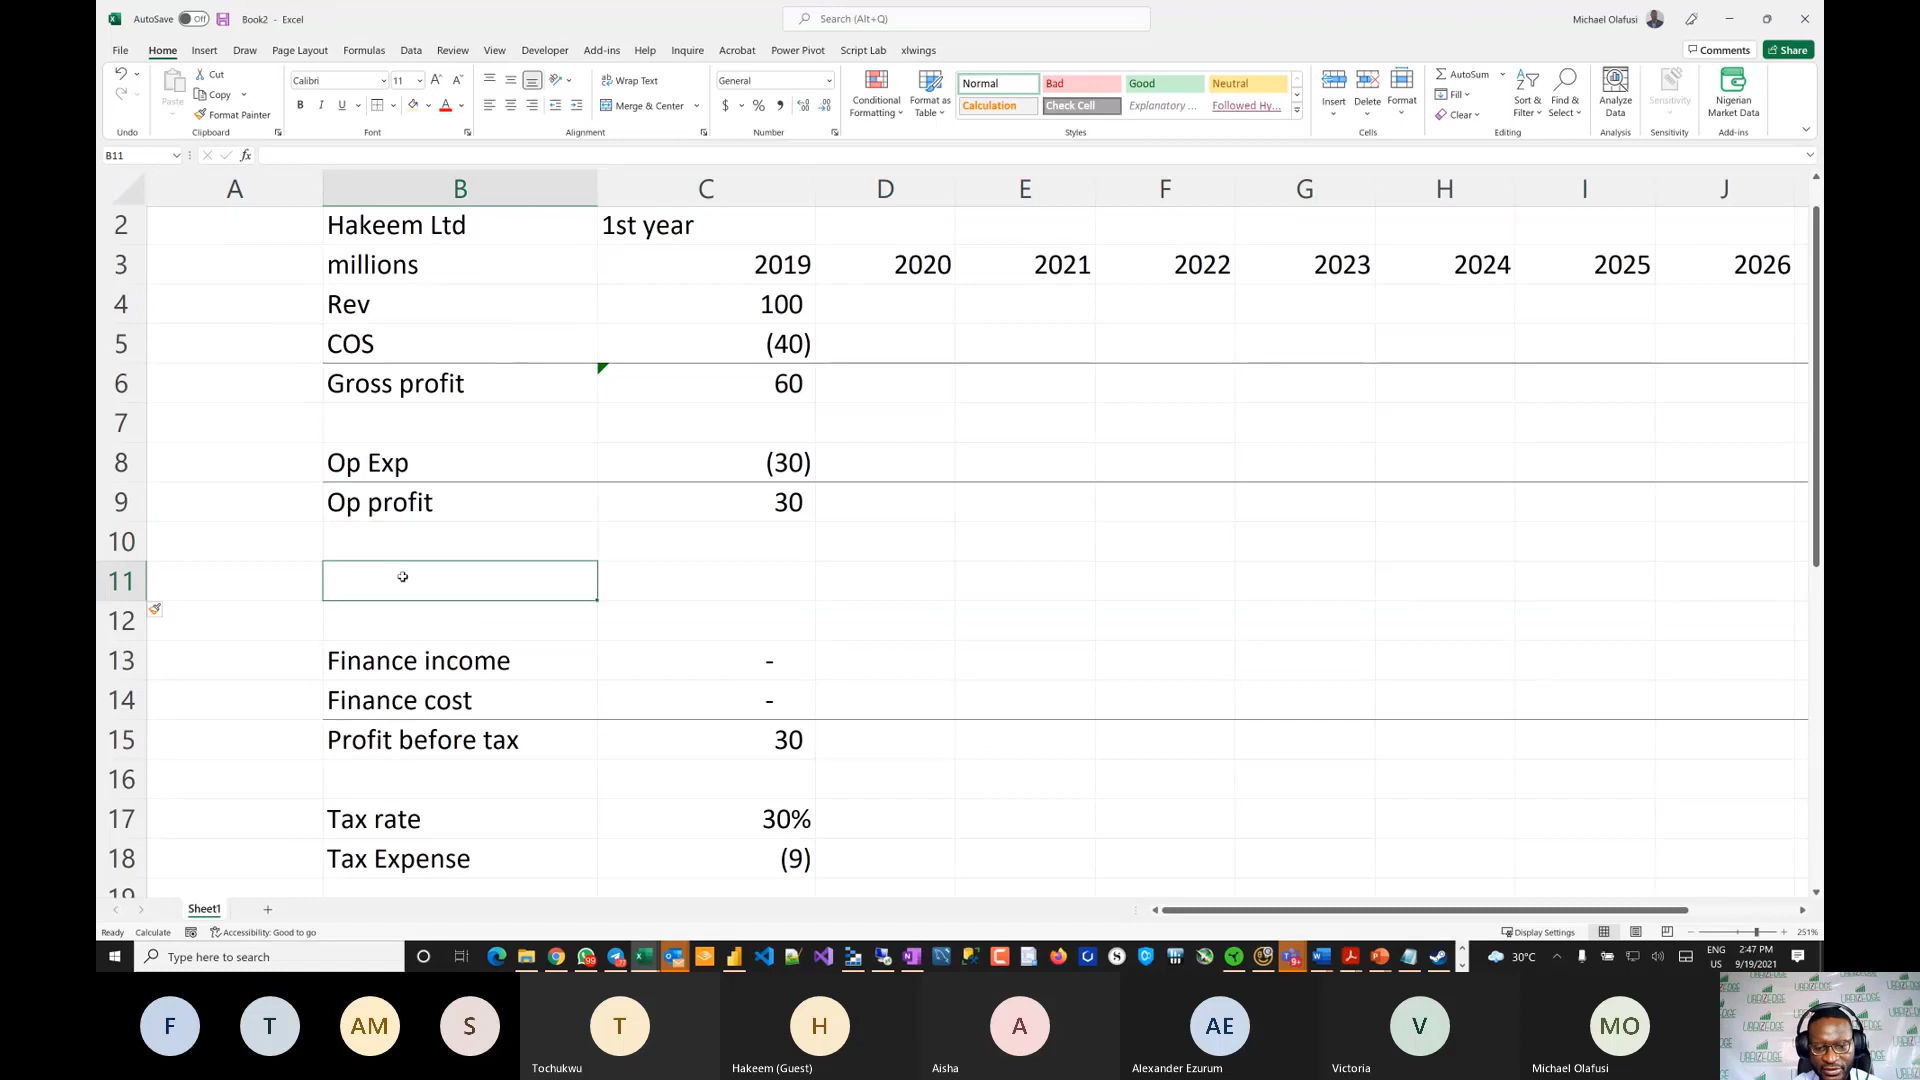 AutoSave Off Book2 - Excel Search (Alt+Q) Michael Olafusi
File Home Insert Draw Page Layout Formulas Data Review View Developer Add-ins Help Inquire Acrobat Power Pivot Script Lab xlwings Comments Share
Paste Cut
Copy
Format Painter
Calibri 11
Wrap Text
Merge & Center
General
Conditional Formatting
Format as Table
Normal Bad Good Neutral
Calculation Check Cell Explanatory ... Followed Hy...
Insert Delete Format
AutoSum
Fill
Clear
Sort & Filter
Find & Select
Analyze Data
Sensitivity
Nigerian Market Data
Undo Clipboard Font Alignment Number Styles Cells Editing Analysis Sensitivity Add-ins
B11 fx
A B C D E F G H I J
2 Hakeem Ltd 1st year
3 millions 2019 2020 2021 2022 2023 2024 2025 2026
4 Rev 100
5 COS (40)
6 Gross profit 60
7
8 Op Exp (30)
9 Op profit 30
10
11
12
13 Finance income -
14 Finance cost -
15 Profit before tax 30
16
17 Tax rate 30%
18 Tax Expense (9)
19
Sheet1
Ready Calculate Accessibility: Good to go Display Settings 251%
Type here to search 99 9+ 30°C ENG US 2:47 PM 9/19/2021
F T AM S T H A AE V MO
Tochukwu Hakeem (Guest) Aisha Alexander Ezurum Victoria Michael Olafusi
URBIZEDGE